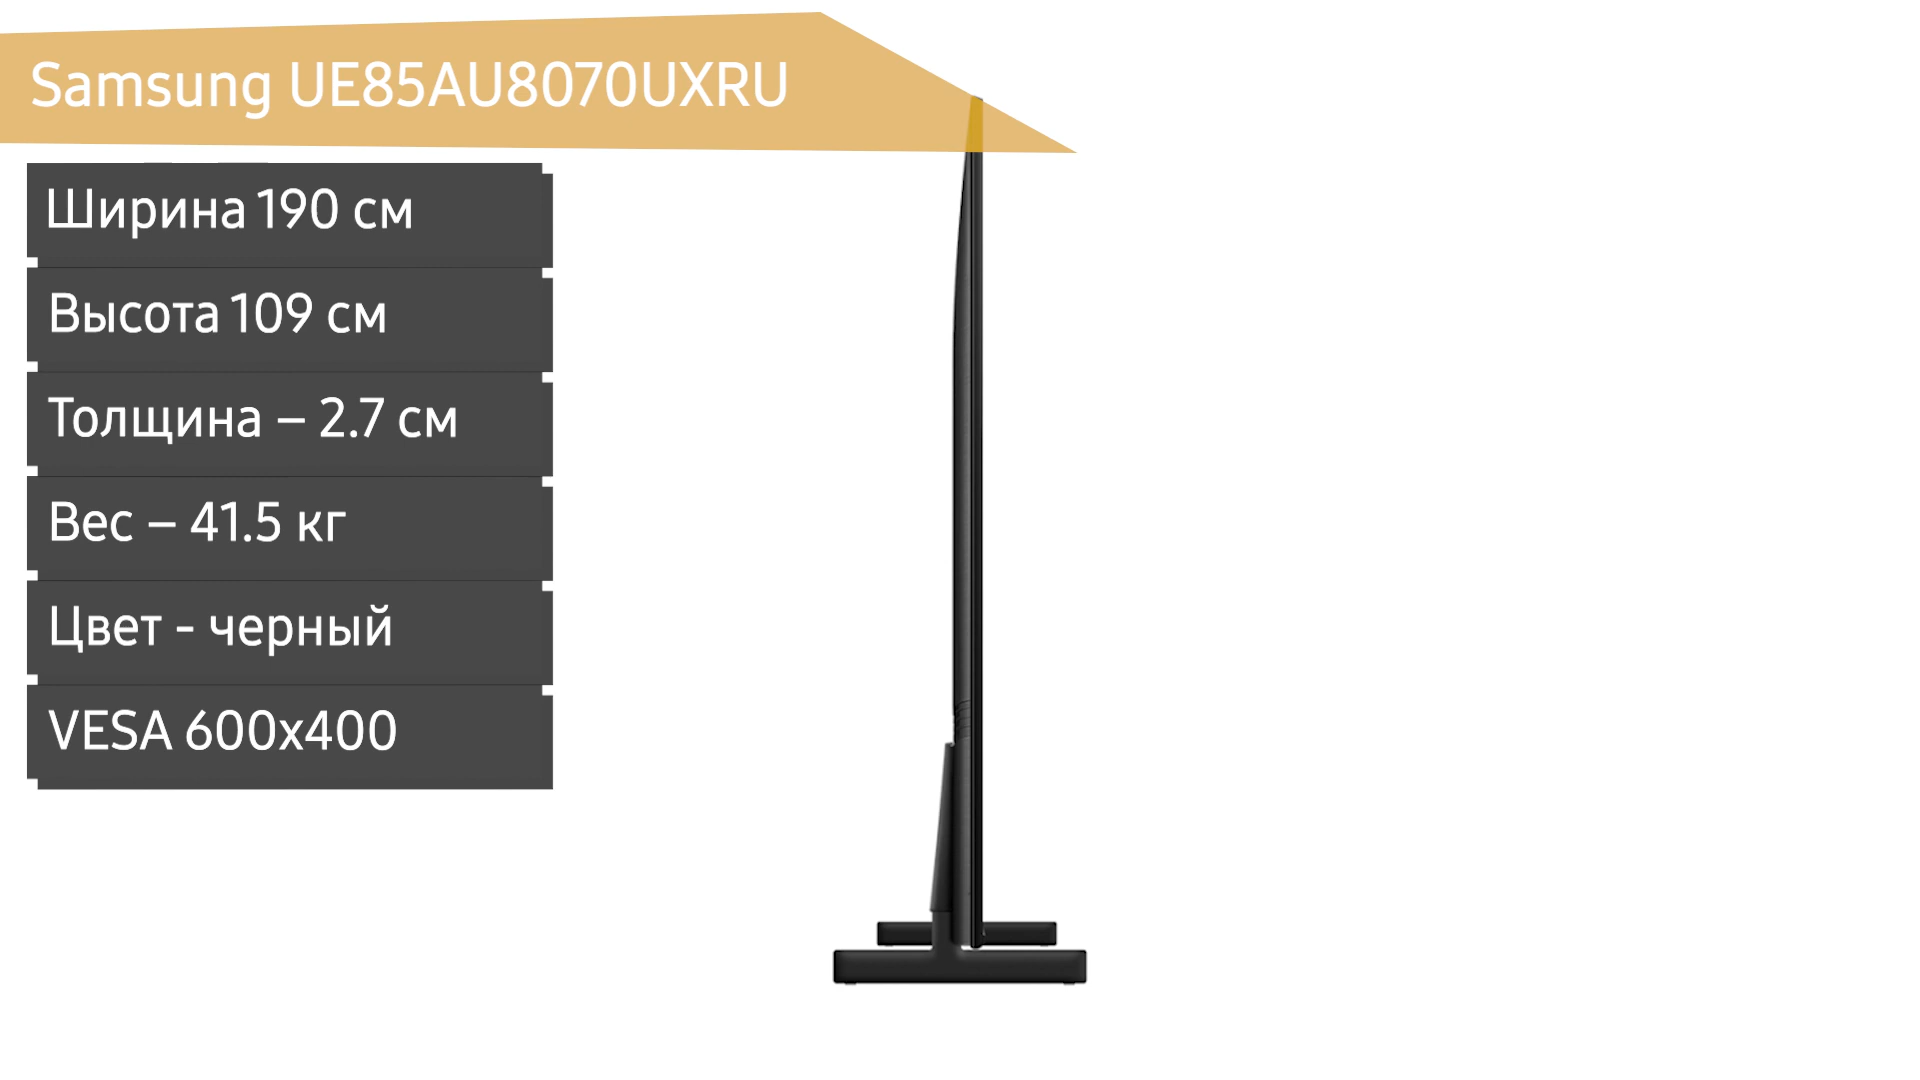 Samsung UE85AU8070UXRU
Ширина 190 см
Высота 109 см
Толщина – 2.7 см
Вес – 41.5 кг
Цвет - черный
VESA 600x400